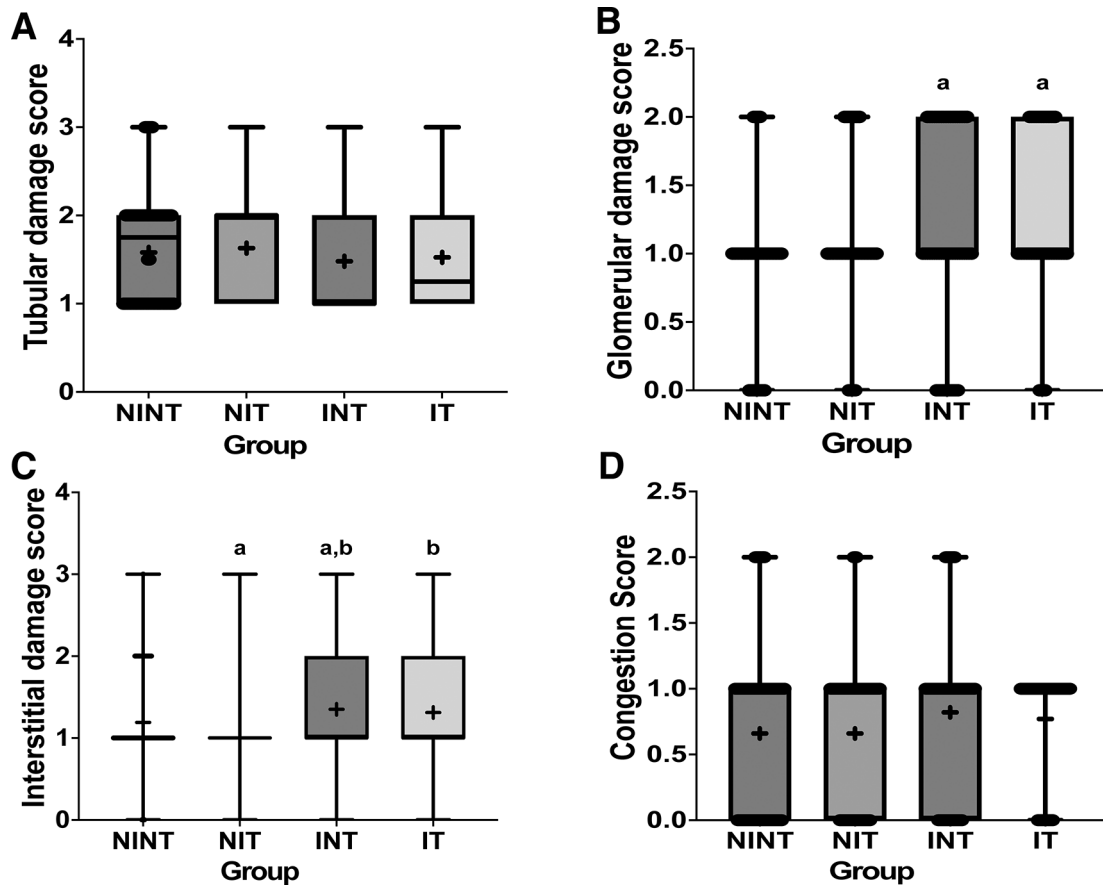 A
Tubular damage score
4
3
2
1
0
NINT NIT INT IT
Group
B
Glomerular damage score
2.5
2.0
1.5
1.0
0.5
0.0
a a
NINT NIT INT IT
Group
C
Interstitial damage score
4
3
2
1
0
a a,b b
NINT NIT INT IT
Group
D
Congestion Score
2.5
2.0
1.5
1.0
0.5
0.0
NINT NIT INT IT
Group